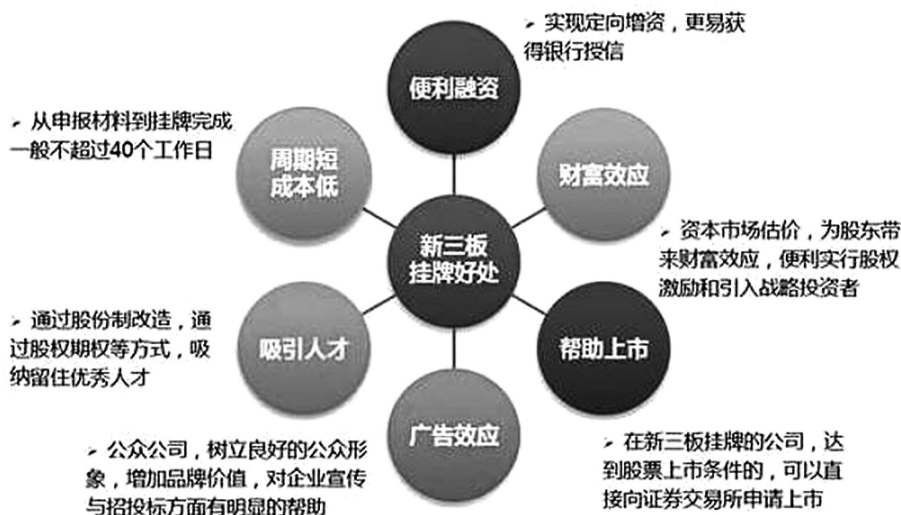 新三板
挂牌好处
便利融资
➢ 实现定向增资，更易获
得银行授信
财富效应
➢ 资本市场估价，为股东带
来财富效应，便利实行股权
激励和引入战略投资者
帮助上市
➢ 在新三板挂牌的公司，达
到股票上市条件的，可以直
接向证券交易所申请上市
广告效应
➢ 公众公司，树立良好的公众形
象，增加品牌价值，对企业宣传
与招投标方面有明显的帮助
吸引人才
➢ 通过股份制改造，通
过股权期权等方式，吸
纳留住优秀人才
周期短
成本低
➢ 从申报材料到挂牌完成
一般不超过40个工作日